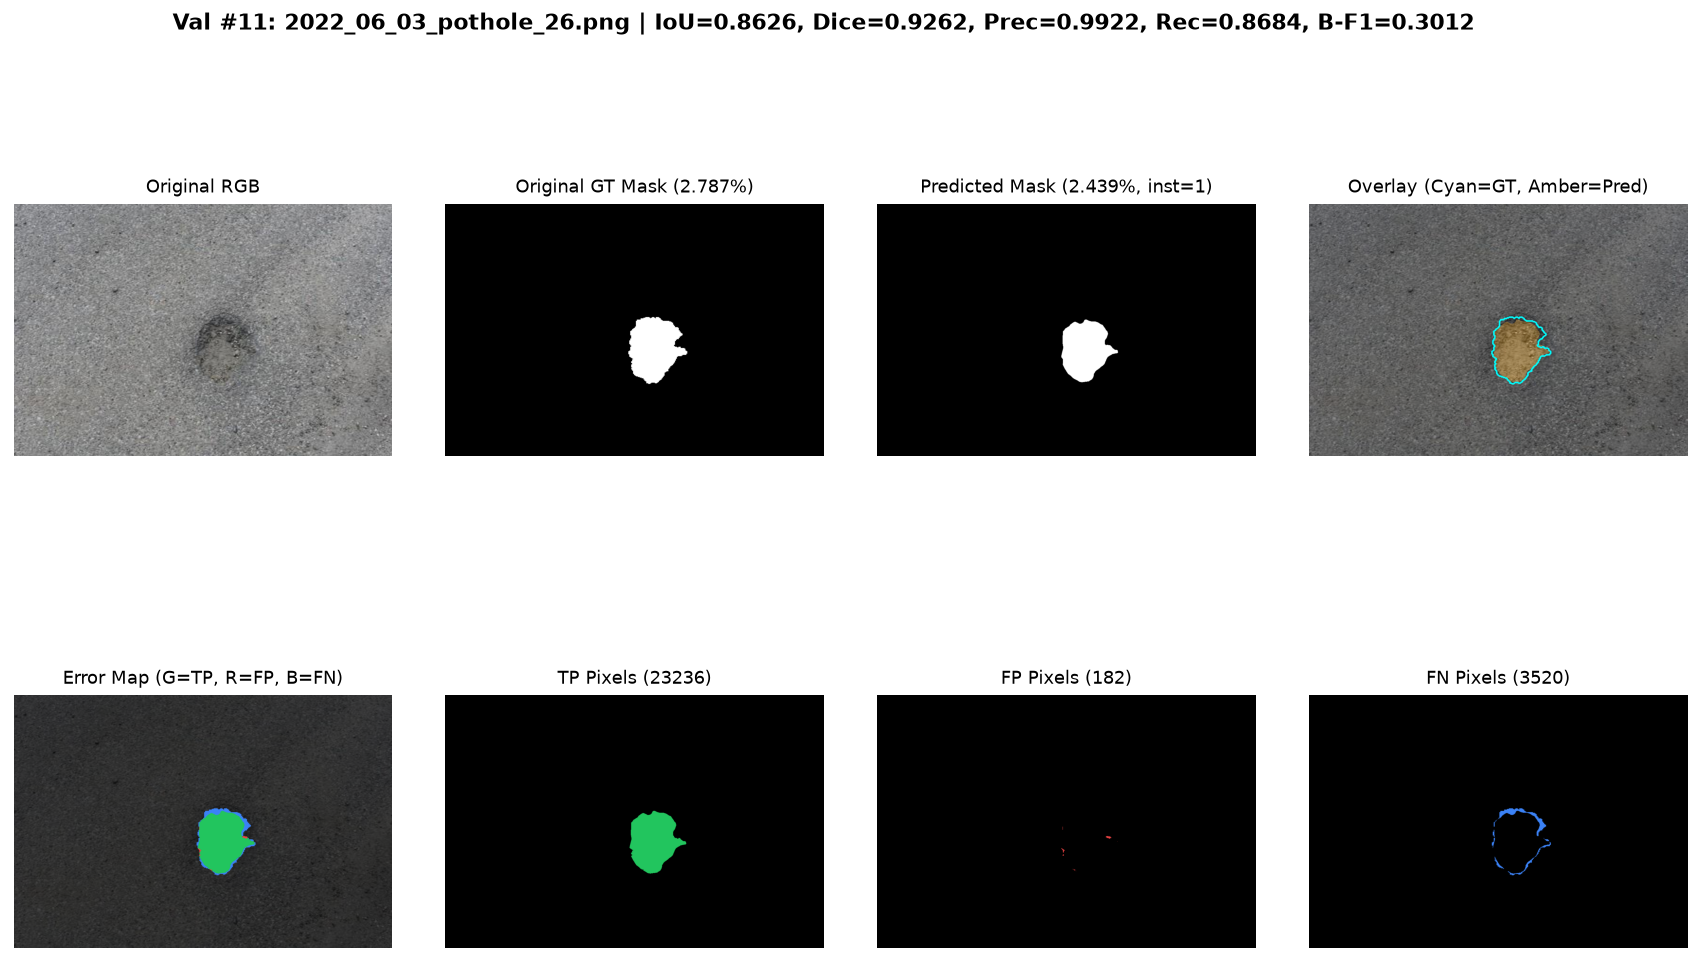 Val #11: 2022_06_03_pothole_26.png | IoU=0.8626, Dice=0.9262, Prec=0.9922, Rec=0.8684, B-F1=0.3012
Original RGB
Original GT Mask (2.787%)
Predicted Mask (2.439%, inst=1)
Overlay (Cyan=GT, Amber=Pred)
Error Map (G=TP, R=FP, B=FN)
TP Pixels (23236)
FP Pixels (182)
FN Pixels (3520)